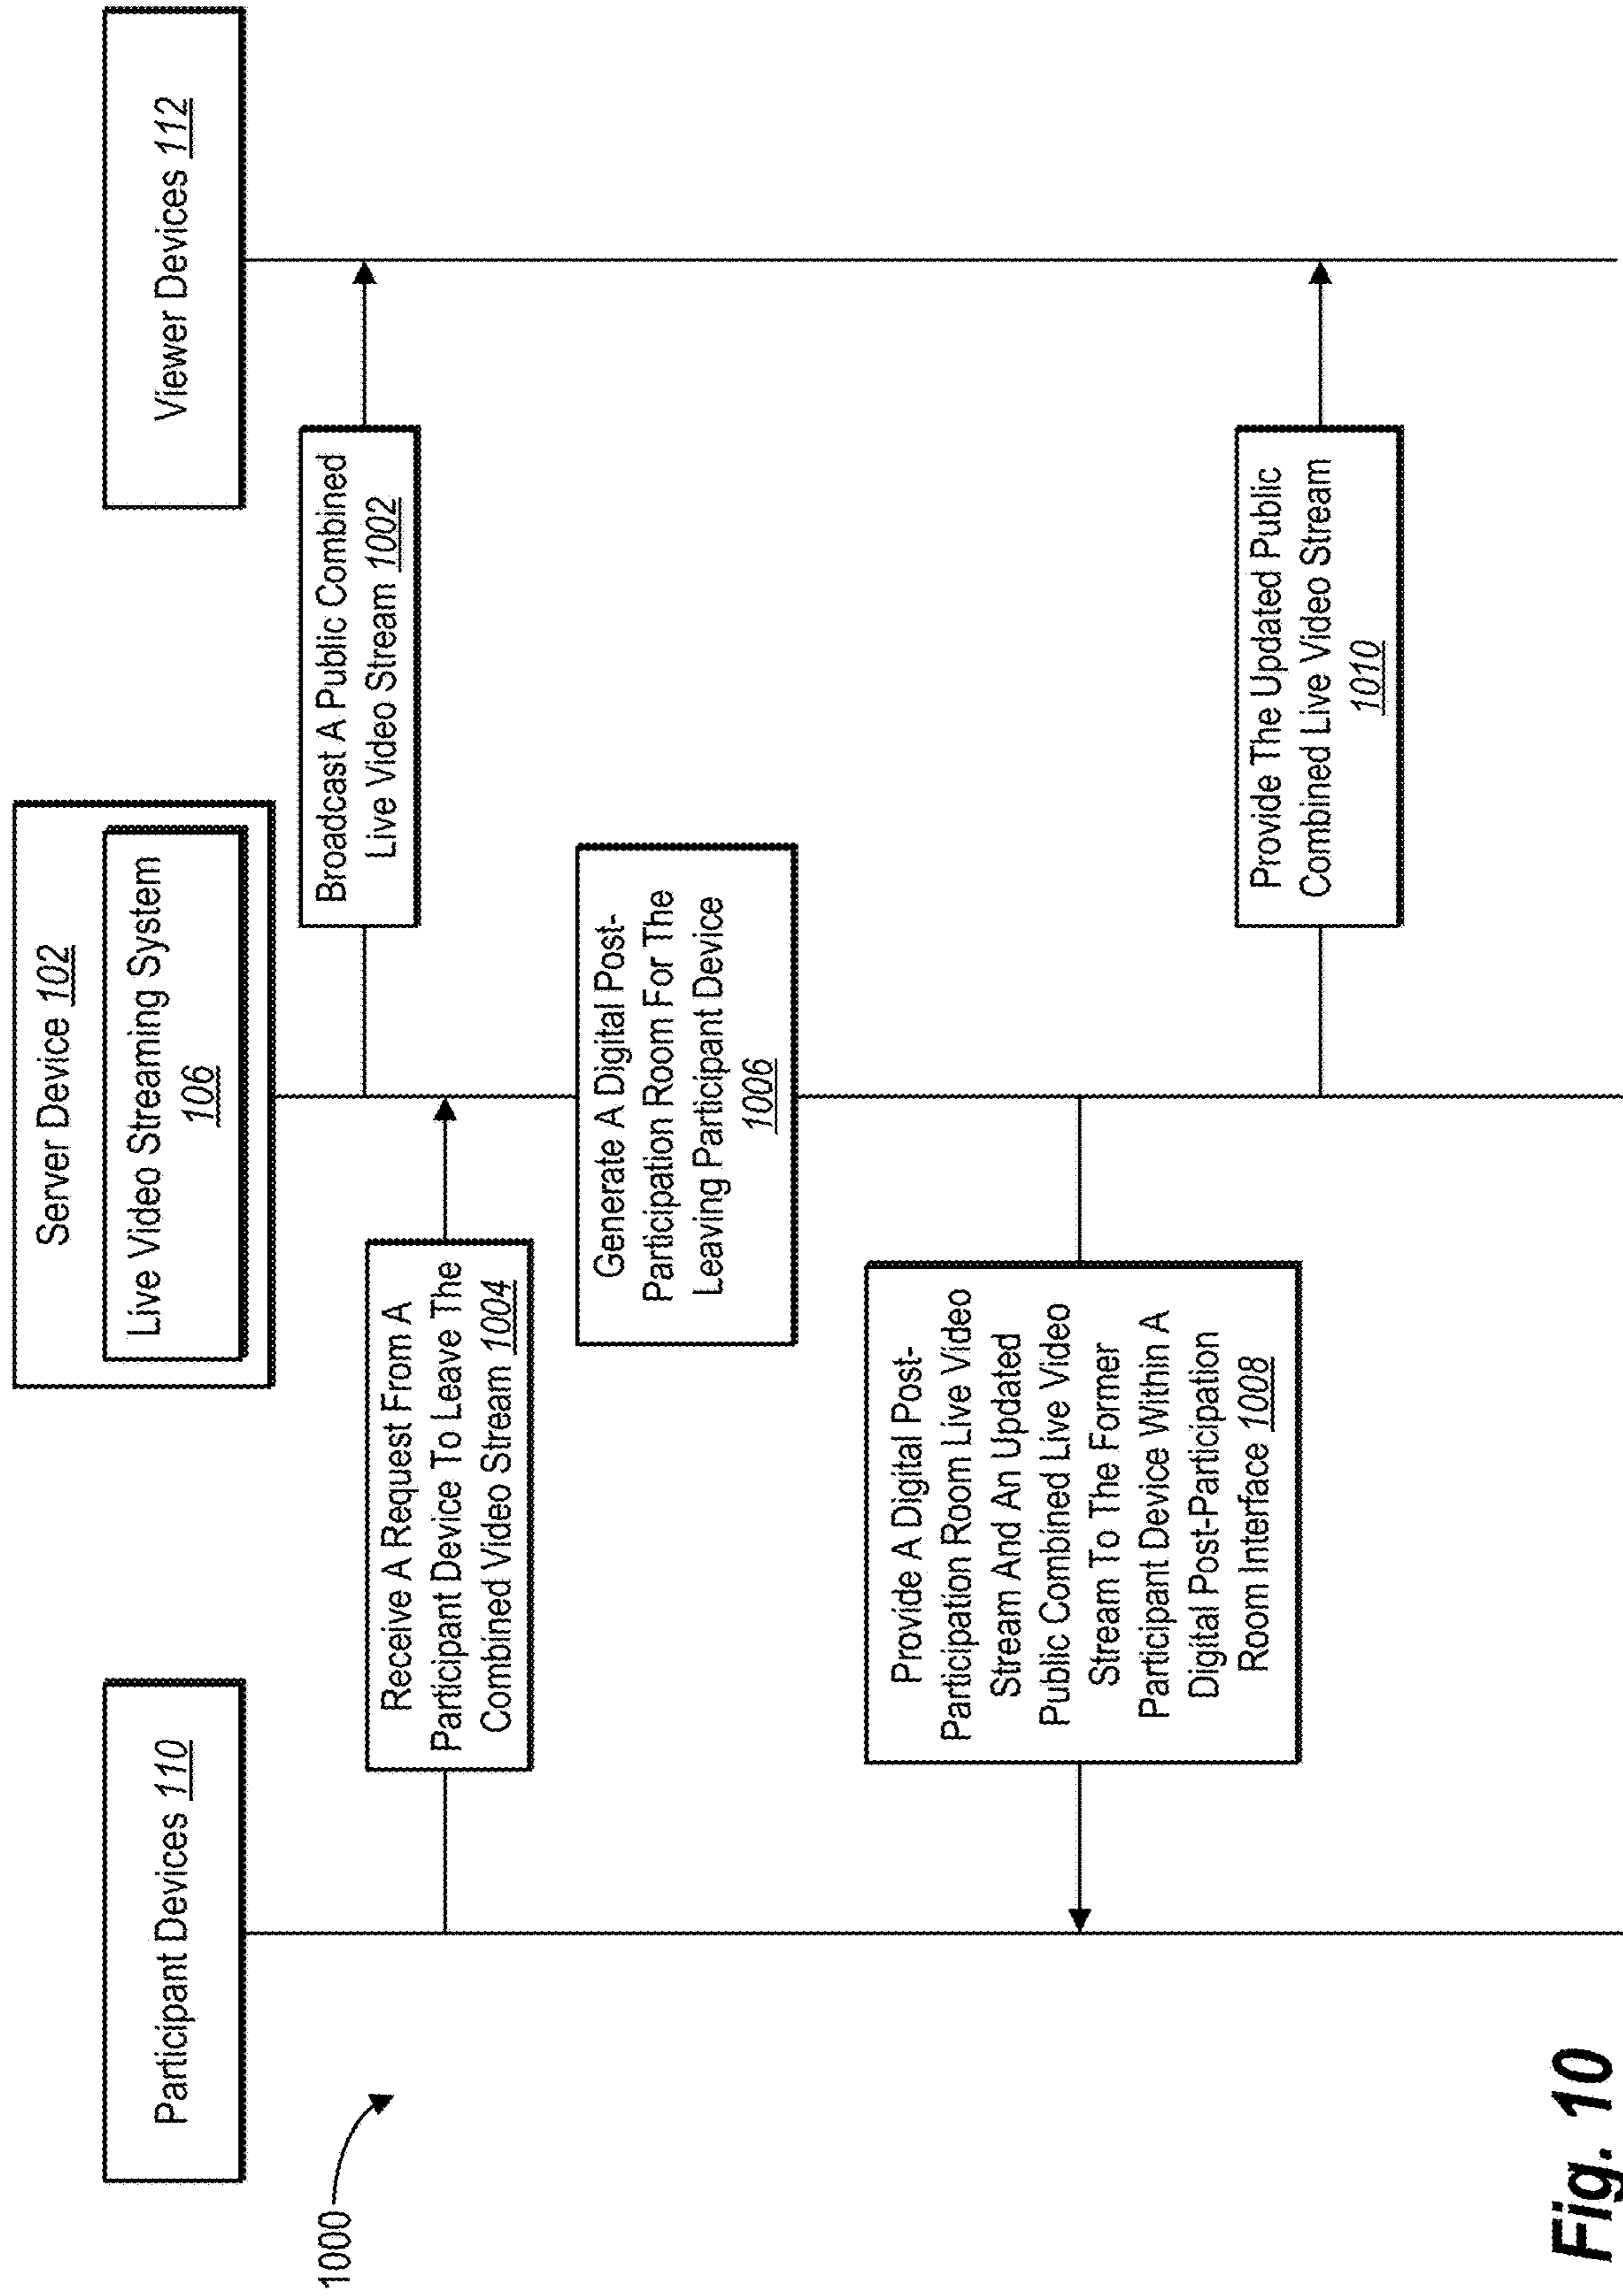 Participant Devices 110
Server Device 102
Live Video Streaming System
106
Viewer Devices 112
1000
Broadcast A Public Combined
Live Video Stream 1002
Receive A Request From A
Participant Device To Leave The
Combined Video Stream 1004
Generate A Digital Post-
Participation Room For The
Leaving Participant Device
1006
Provide A Digital Post-
Participation Room Live Video
Stream And An Updated
Public Combined Live Video
Stream To The Former
Participant Device Within A
Digital Post-Participation
Room Interface 1008
Provide The Updated Public
Combined Live Video Stream
1010
Fig. 10